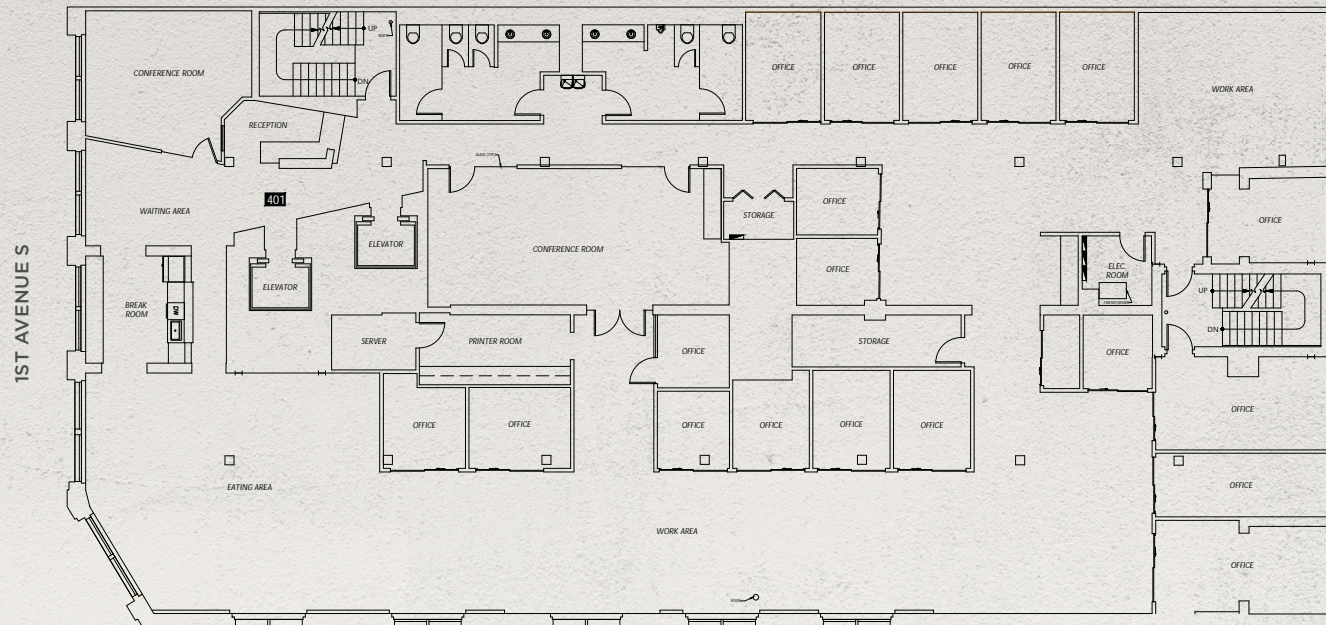 UP
DN
CONFERENCE ROOM
RECEPTION
OFFICE
OFFICE
OFFICE
OFFICE
OFFICE
WORK AREA
401
WAITING AREA
ELEVATOR
ELEVATOR
CONFERENCE ROOM
STORAGE
OFFICE
OFFICE
OFFICE
ELEC.
ROOM
UP
DN
1ST AVENUE S
BREAK
ROOM
DW
SERVER
PRINTER ROOM
OFFICE
STORAGE
OFFICE
OFFICE
OFFICE
OFFICE
OFFICE
OFFICE
OFFICE
OFFICE
OFFICE
EATING AREA
WORK AREA
OFFICE